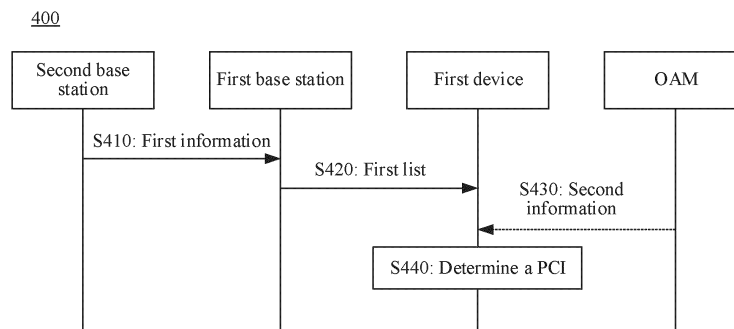 400
Second base
station
First base station
First device
OAM
S410: First information
S420: First list
S430: Second
information
S440: Determine a PCI